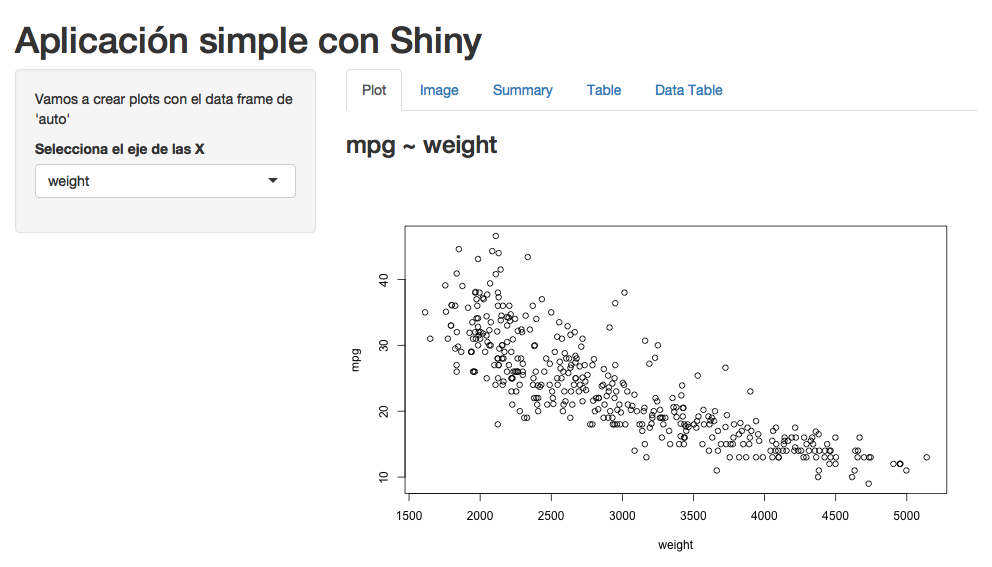 Aplicación simple con Shiny
Vamos a crear plots con el data frame de
'auto'
Selecciona el eje de las X
weight
Plot Image Summary Table Data Table
mpg ~ weight
40
30
20
10
mpg
1500 2000 2500 3000 3500 4000 4500 5000
weight